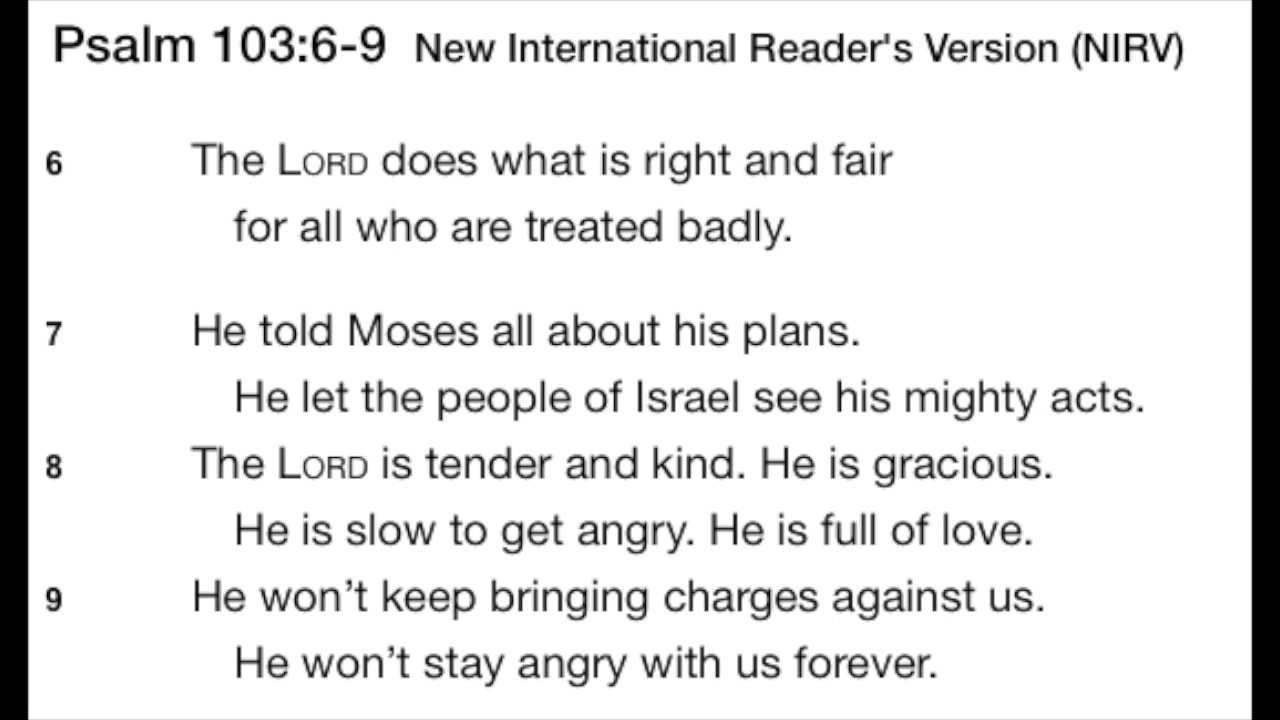 Psalm 103:6-9 New International Reader's Version (NIRV)
6 The LORD does what is right and fair
for all who are treated badly.
7 He told Moses all about his plans.
He let the people of Israel see his mighty acts.
8 The LORD is tender and kind. He is gracious.
He is slow to get angry. He is full of love.
9 He won’t keep bringing charges against us.
He won’t stay angry with us forever.